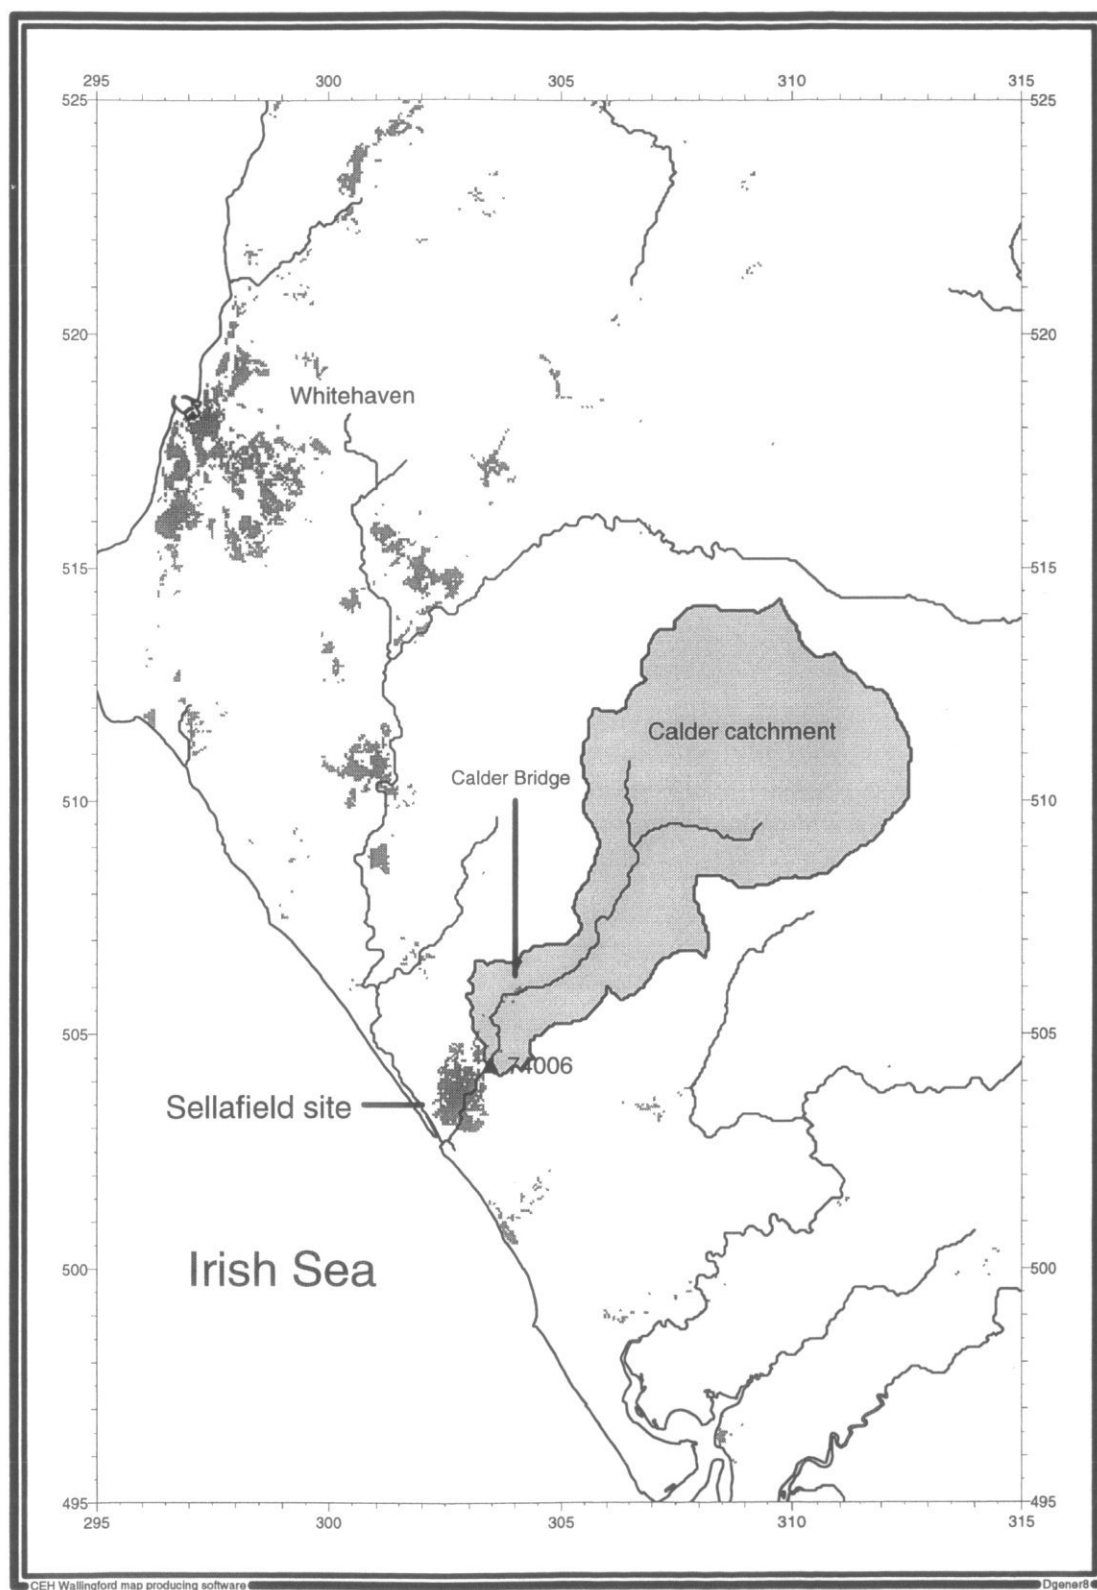 295 300 305 310 315
525 525
520 520
Whitehaven
515 515
Calder catchment
Calder Bridge
510 510
505 505
74006
Sellafield site
Irish Sea
500 500
495 495
295 300 305 310 315
CEH Wallingford map producing software Dgener8